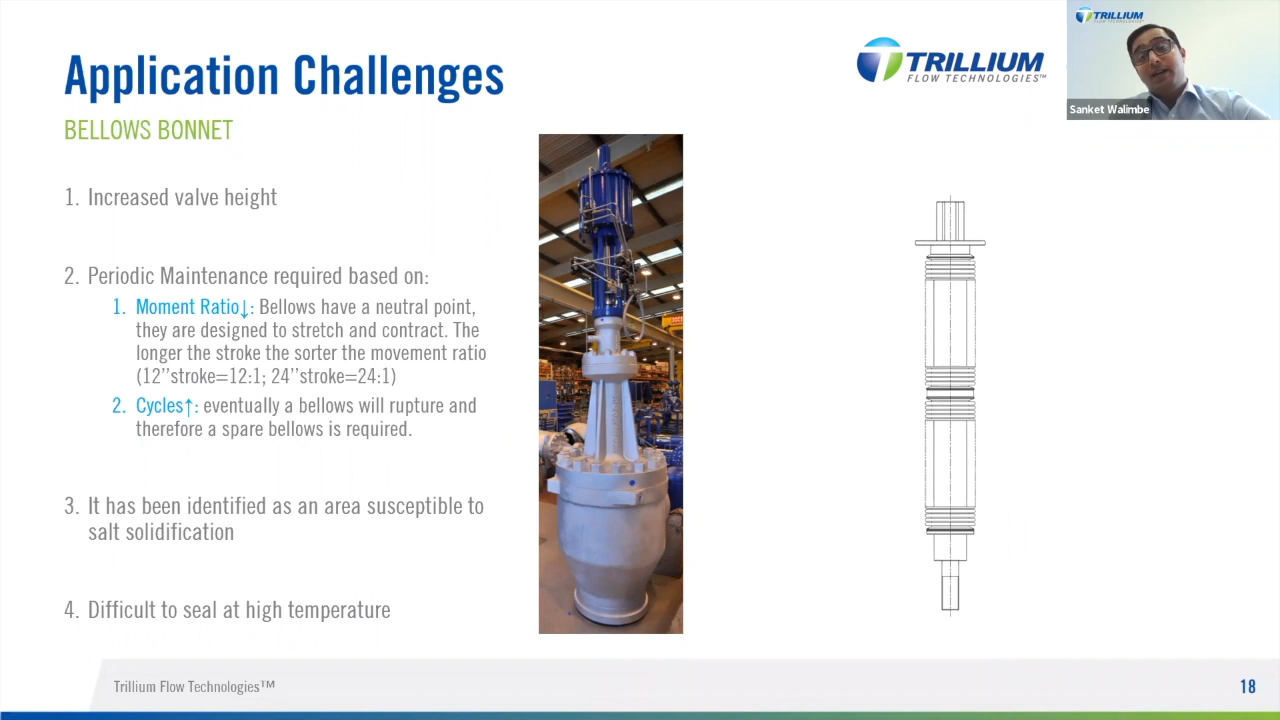 Application Challenges
BELLOWS BONNET
TRILLIUM
FLOW TECHNOLOGIES™
TRILLIUM
FLOW TECHNOLOGIES
Sanket Walimbe
1. Increased valve height
2. Periodic Maintenance required based on:
1. Moment Ratio↓: Bellows have a neutral point,
they are designed to stretch and contract. The
longer the stroke the sorter the movement ratio
(12’’stroke=12:1; 24’’stroke=24:1)
2. Cycles↑: eventually a bellows will rupture and
therefore a spare bellows is required.
3. It has been identified as an area susceptible to
salt solidification
4. Difficult to seal at high temperature
Trillium Flow Technologies™
18